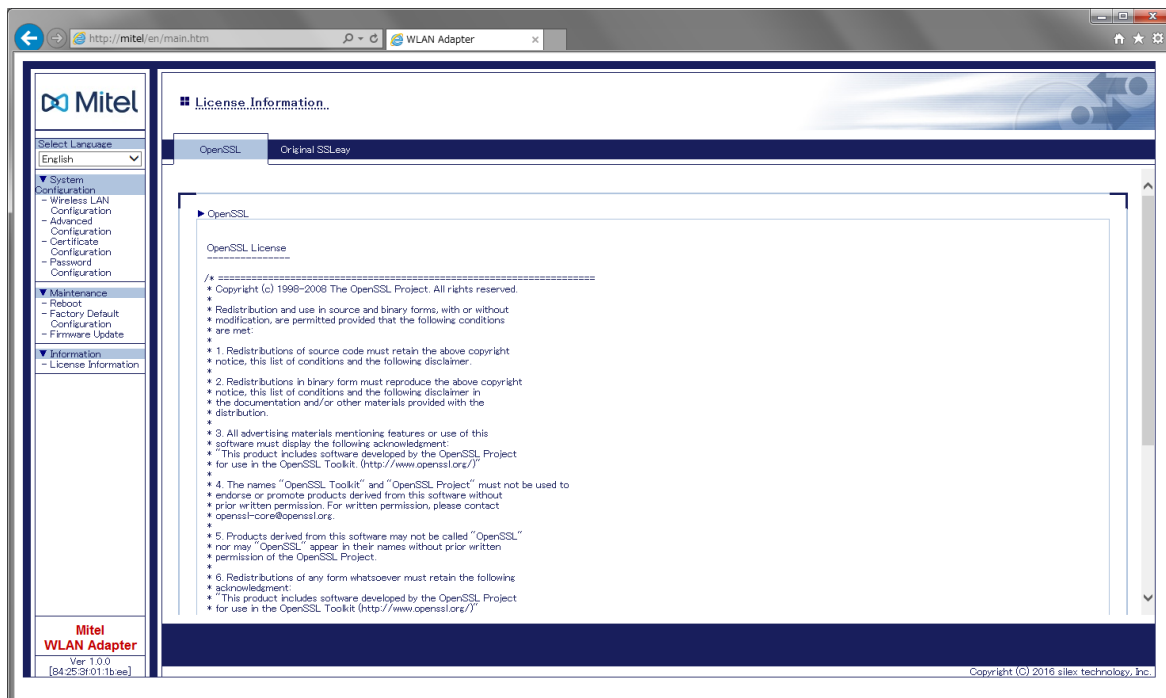 http://mitel/en/main.htm
WLAN Adapter
Mitel
License Information
Select Language
English
▼ System
Configuration
- Wireless LAN
Configuration
- Advanced
Configuration
- Certificate
Configuration
- Password
Configuration
▼ Maintenance
- Reboot
- Factory Default
Configuration
- Firmware Update
▼ Information
- License Information
Mitel
WLAN Adapter
Ver 1.0.0
[84:25:3f:01:1b:ee]
OpenSSL
Original SSLeay
▶ OpenSSL
OpenSSL License
---------------
/* ====================================================================
* Copyright (c) 1998-2008 The OpenSSL Project. All rights reserved.
*
* Redistribution and use in source and binary forms, with or without
* modification, are permitted provided that the following conditions
* are met:
*
* 1. Redistributions of source code must retain the above copyright
* notice, this list of conditions and the following disclaimer.
*
* 2. Redistributions in binary form must reproduce the above copyright
* notice, this list of conditions and the following disclaimer in
* the documentation and/or other materials provided with the
* distribution.
*
* 3. All advertising materials mentioning features or use of this
* software must display the following acknowledgment:
* "This product includes software developed by the OpenSSL Project
* for use in the OpenSSL Toolkit. (http://www.openssl.org/)"
*
* 4. The names "OpenSSL Toolkit" and "OpenSSL Project" must not be used to
* endorse or promote products derived from this software without
* prior written permission. For written permission, please contact
* openssl-core@openssl.org.
*
* 5. Products derived from this software may not be called "OpenSSL"
* nor may "OpenSSL" appear in their names without prior written
* permission of the OpenSSL Project.
*
* 6. Redistributions of any form whatsoever must retain the following
* acknowledgment:
* "This product includes software developed by the OpenSSL Project
* for use in the OpenSSL Toolkit (http://www.openssl.org/)"
Copyright (C) 2016 silex technology, Inc.